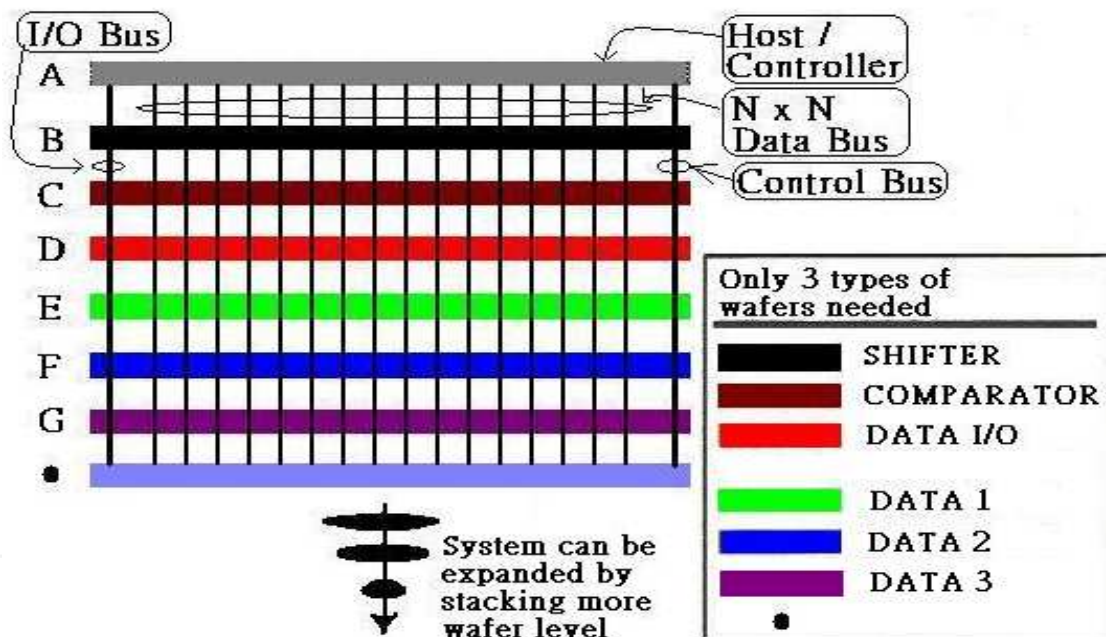 I/O Bus
Host /
Controller
A
N x N
Data Bus
B
Control Bus
C
D
E
F
G
Only 3 types of
wafers needed
SHIFTER
COMPARATOR
DATA I/O
DATA 1
DATA 2
DATA 3
System can be
expanded by
stacking more
wafer level